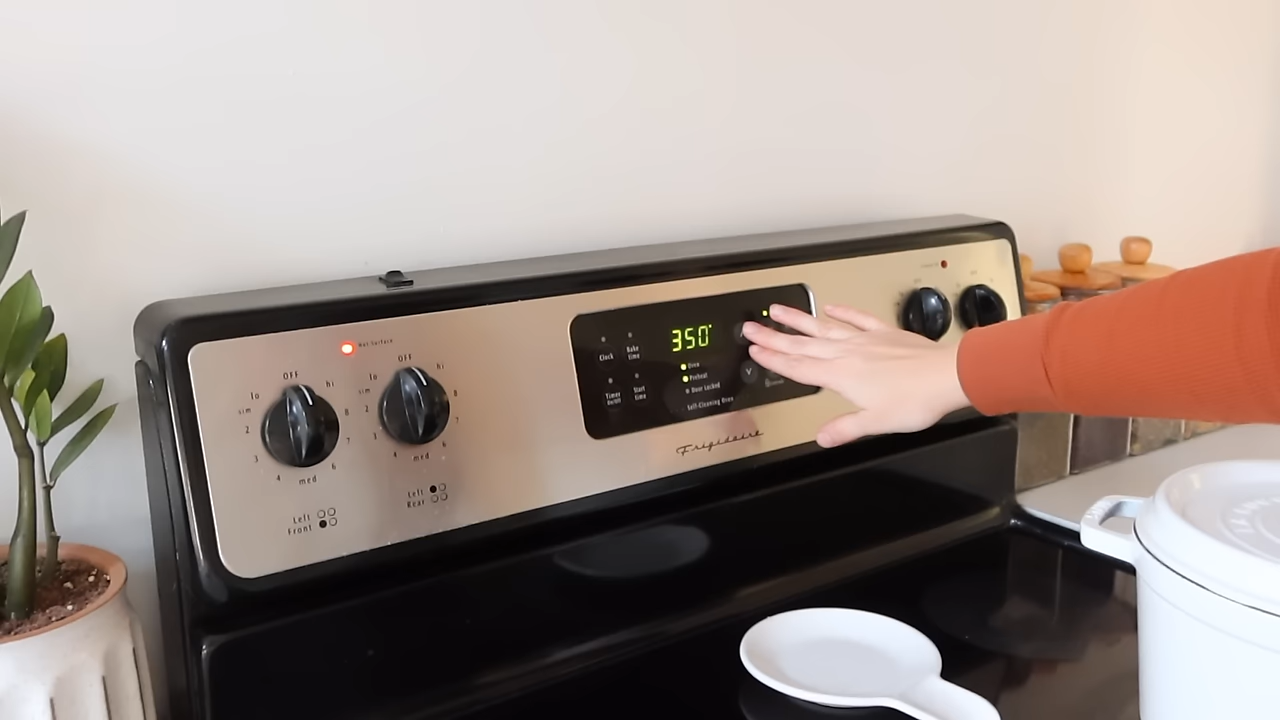 Hot Surface
OFF
lo
hi
sim
2
8
3
7
4
6
med
Left
Front
OFF
lo
hi
sim
2
8
3
7
4
6
med
Left
Rear
350°
Clock
Bake
time
Timer
On/Off
Start
time
Oven
Preheat
Door Locked
Self-Cleaning Oven
Frigidaire